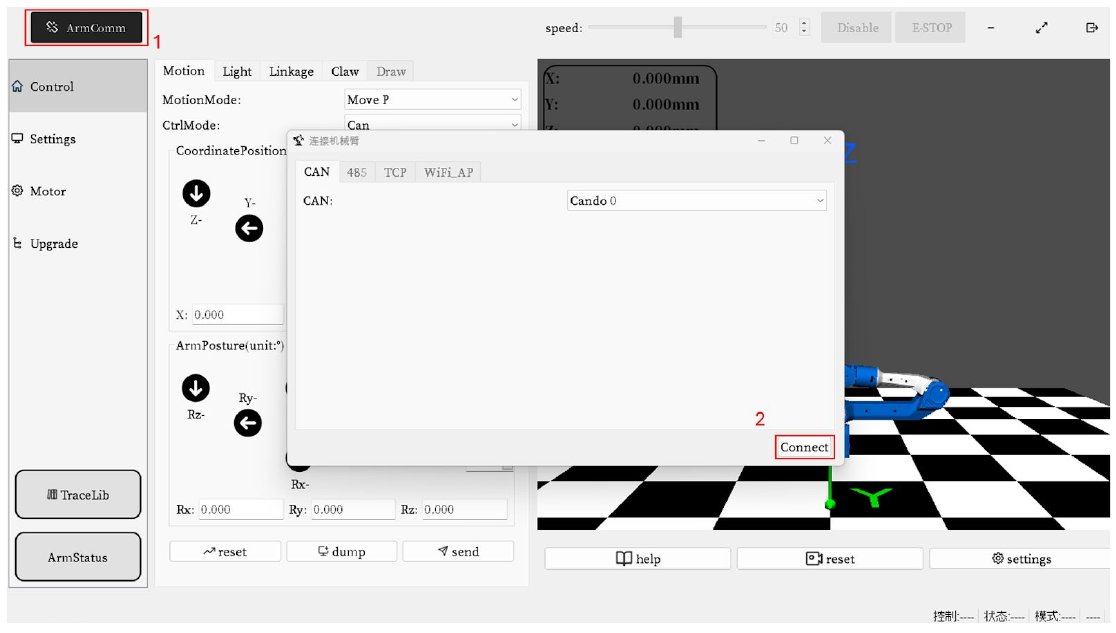 ArmComm
1
speed:
50
Disable
E-STOP
Control
Settings
Motor
Upgrade
TraceLib
ArmStatus
Motion Light Linkage Claw Draw
MotionMode: Move P
CtrlMode: Can
CoordinatePosition
Z-
Y-
X: 0.000
ArmPosture(unit:°)
Rz-
Ry-
Rx-
Rx: 0.000 Ry: 0.000 Rz: 0.000
reset dump send
连接机械臂
CAN 485 TCP WiFi_AP
CAN: Cando 0
2
Connect
X: 0.000mm
Y: 0.000mm
Z: 0.000mm
Z
Y
help reset settings
控制:---- 状态:---- 模式:---- ----